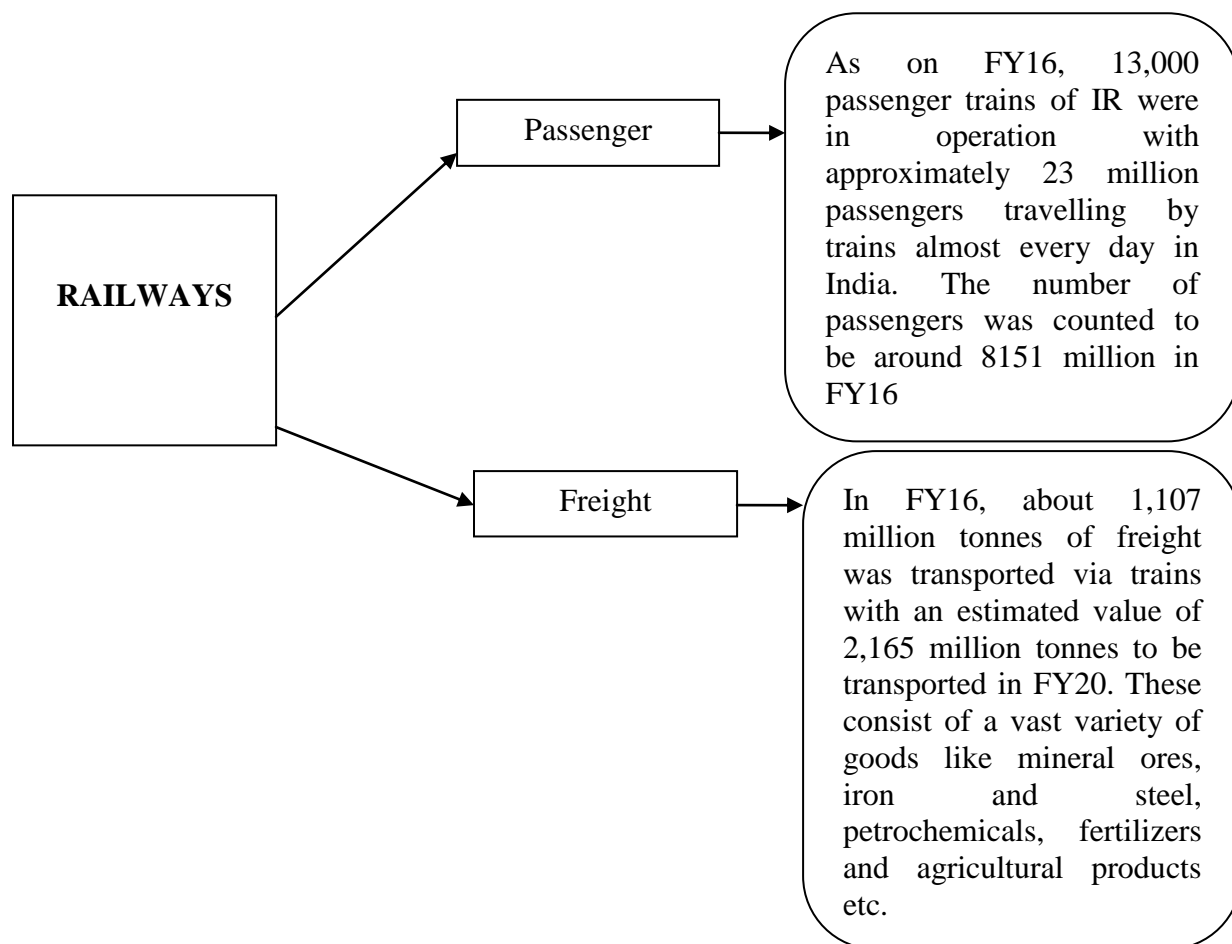 RAILWAYS
Passenger
As on FY16, 13,000
passenger trains of IR were
in operation with
approximately 23 million
passengers travelling by
trains almost every day in
India. The number of
passengers was counted to
be around 8151 million in
FY16
Freight
In FY16, about 1,107
million tonnes of freight
was transported via trains
with an estimated value of
2,165 million tonnes to be
transported in FY20. These
consist of a vast variety of
goods like mineral ores,
iron and steel,
petrochemicals, fertilizers
and agricultural products
etc.